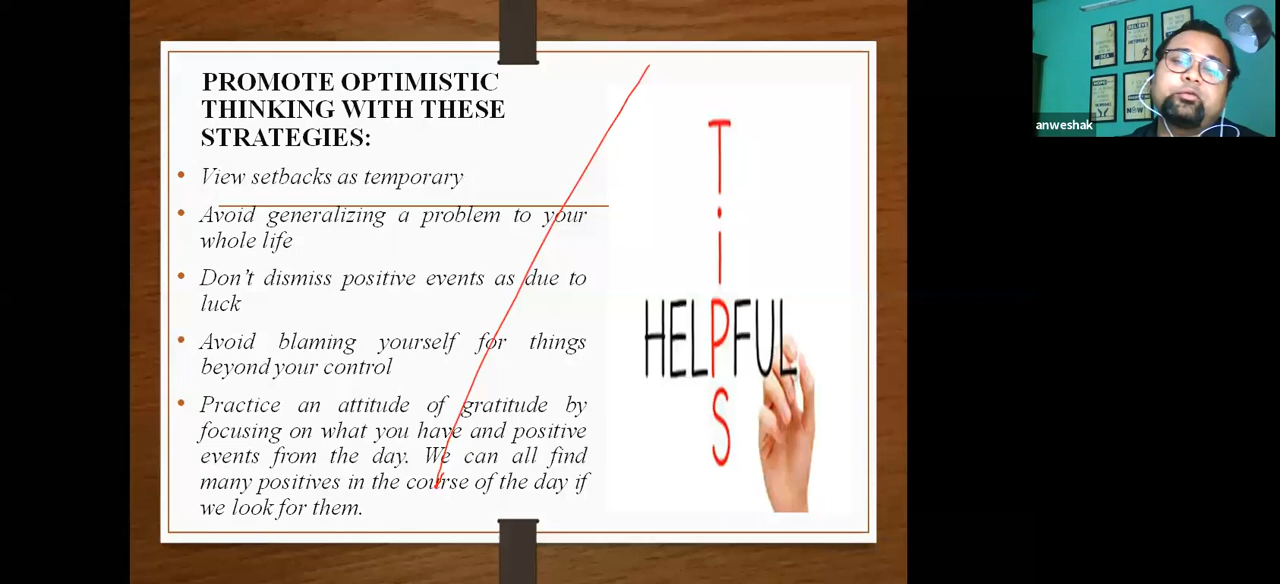 PROMOTE OPTIMISTIC
THINKING WITH THESE
STRATEGIES:
• View setbacks as temporary
• Avoid generalizing a problem to your
whole life
• Don’t dismiss positive events as due to
luck
• Avoid blaming yourself for things
beyond your control
• Practice an attitude of gratitude by
focusing on what you have and positive
events from the day. We can all find
many positives in the course of the day if
we look for them.
TiPS
HELPFUL
anweshak